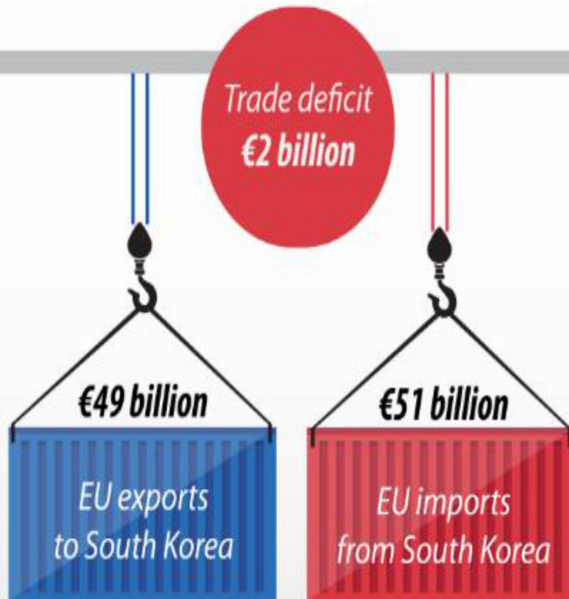 Trade deficit
€2 billion
€49 billion
€51 billion
EU exports
to South Korea
EU imports
from South Korea